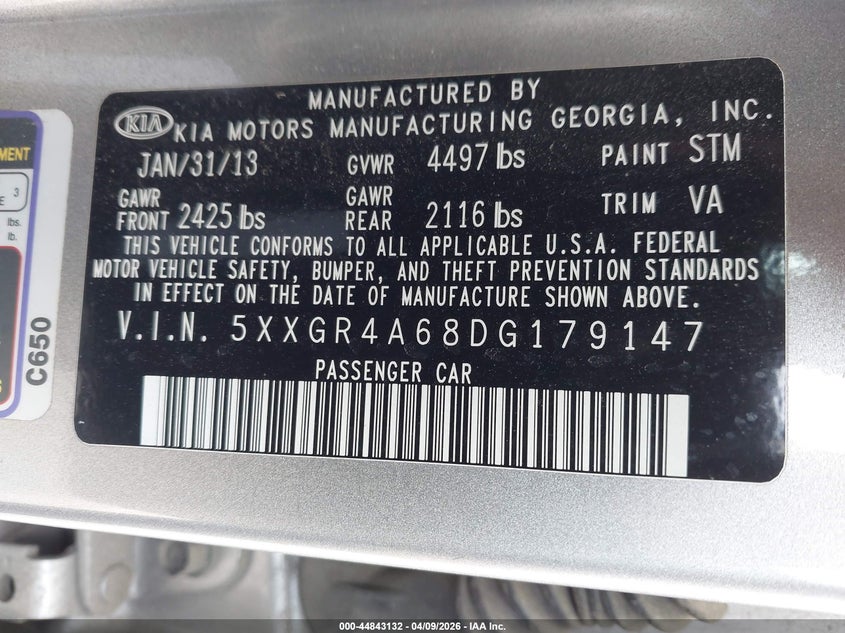 MANUFACTURED BY
KIA KIA MOTORS MANUFACTURING GEORGIA, INC.
JAN/31/13 GVWR 4497 lbs PAINT STM
GAWR FRONT 2425 lbs GAWR REAR 2116 lbs TRIM VA
THIS VEHICLE CONFORMS TO ALL APPLICABLE U.S.A. FEDERAL
MOTOR VEHICLE SAFETY, BUMPER, AND THEFT PREVENTION STANDARDS
IN EFFECT ON THE DATE OF MANUFACTURE SHOWN ABOVE.
V.I.N. 5XXGR4A68DG179147
PASSENGER CAR
3
lbs.
lb.
C650
000-44843132 - 04/09/2026 - IAA Inc.